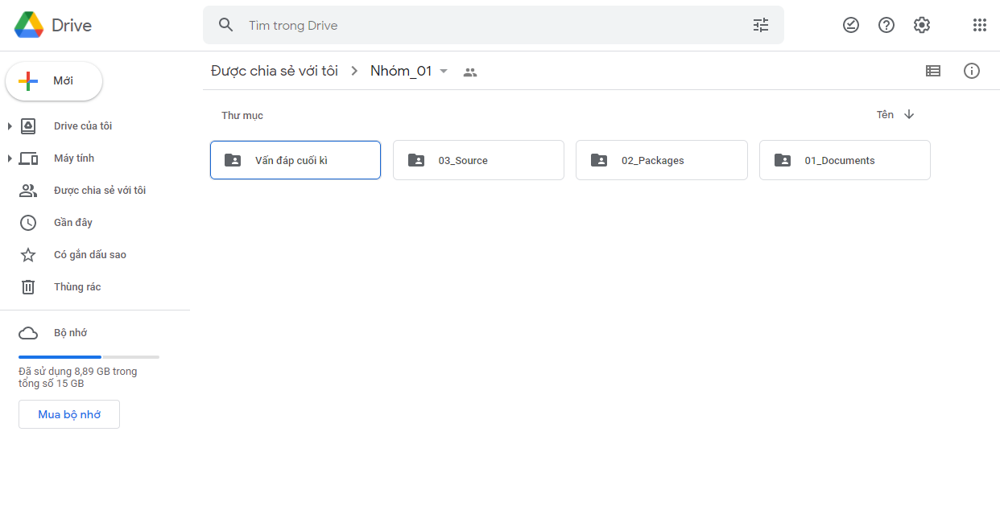 Drive
Tìm trong Drive
Mới
Được chia sẻ với tôi
Nhóm_01
Drive của tôi
Máy tính
Được chia sẻ với tôi
Gần đây
Có gắn dấu sao
Thùng rác
Bộ nhớ
Đã sử dụng 8,89 GB trong
tổng số 15 GB
Mua bộ nhớ
Thư mục
Tên
Vấn đáp cuối kì
03_Source
02_Packages
01_Documents